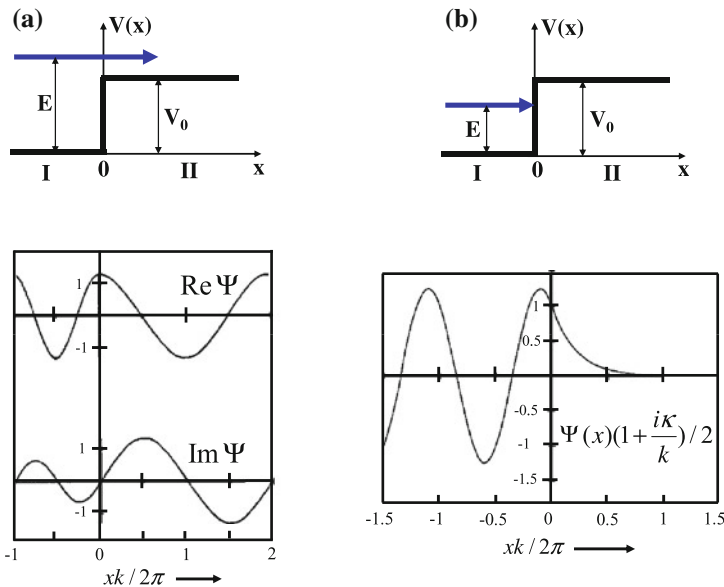 (a)
V(x)
E
V₀
I
0
II
x
(b)
V(x)
E
V₀
I
0
II
x
Re Ψ
1
-1
Im Ψ
1
-1
-1 0 1 2
xk / 2π
1
0.5
-0.5
-1
-1.5
Ψ(x)(1+iκ/k)/2
-1.5 -1 -0.5 0 0.5 1 1.5
xk / 2π